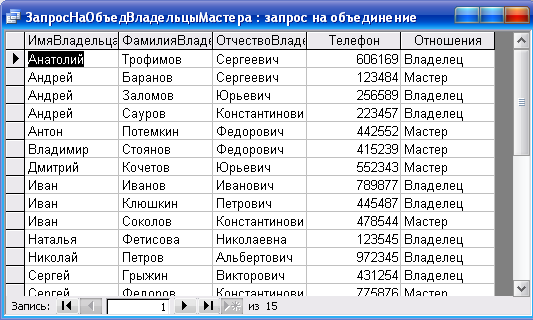 ЗапросНаОбъедВладельцыМастера : запрос на объединение
ИмяВладельца ФамилияВладе ОтчествоВладе Телефон Отношения
Анатолий Трофимов Сергеевич 606169 Владелец
Андрей Баранов Сергеевич 123484 Мастер
Андрей Заломов Юрьевич 256589 Владелец
Андрей Сауров Константинови 223457 Владелец
Антон Потемкин Федорович 442552 Мастер
Владимир Стоянов Федорович 415239 Мастер
Дмитрий Кочетов Юрьевич 552343 Мастер
Иван Иванов Иванович 789877 Владелец
Иван Клюшкин Петрович 445487 Владелец
Иван Соколов Константинови 478544 Мастер
Наталья Фетисова Николаевна 123545 Владелец
Николай Петров Альбертович 972345 Владелец
Сергей Грыжин Викторович 431254 Владелец
Сергей Федоров Константинови 775876 Мастер
Запись: 1 из 15